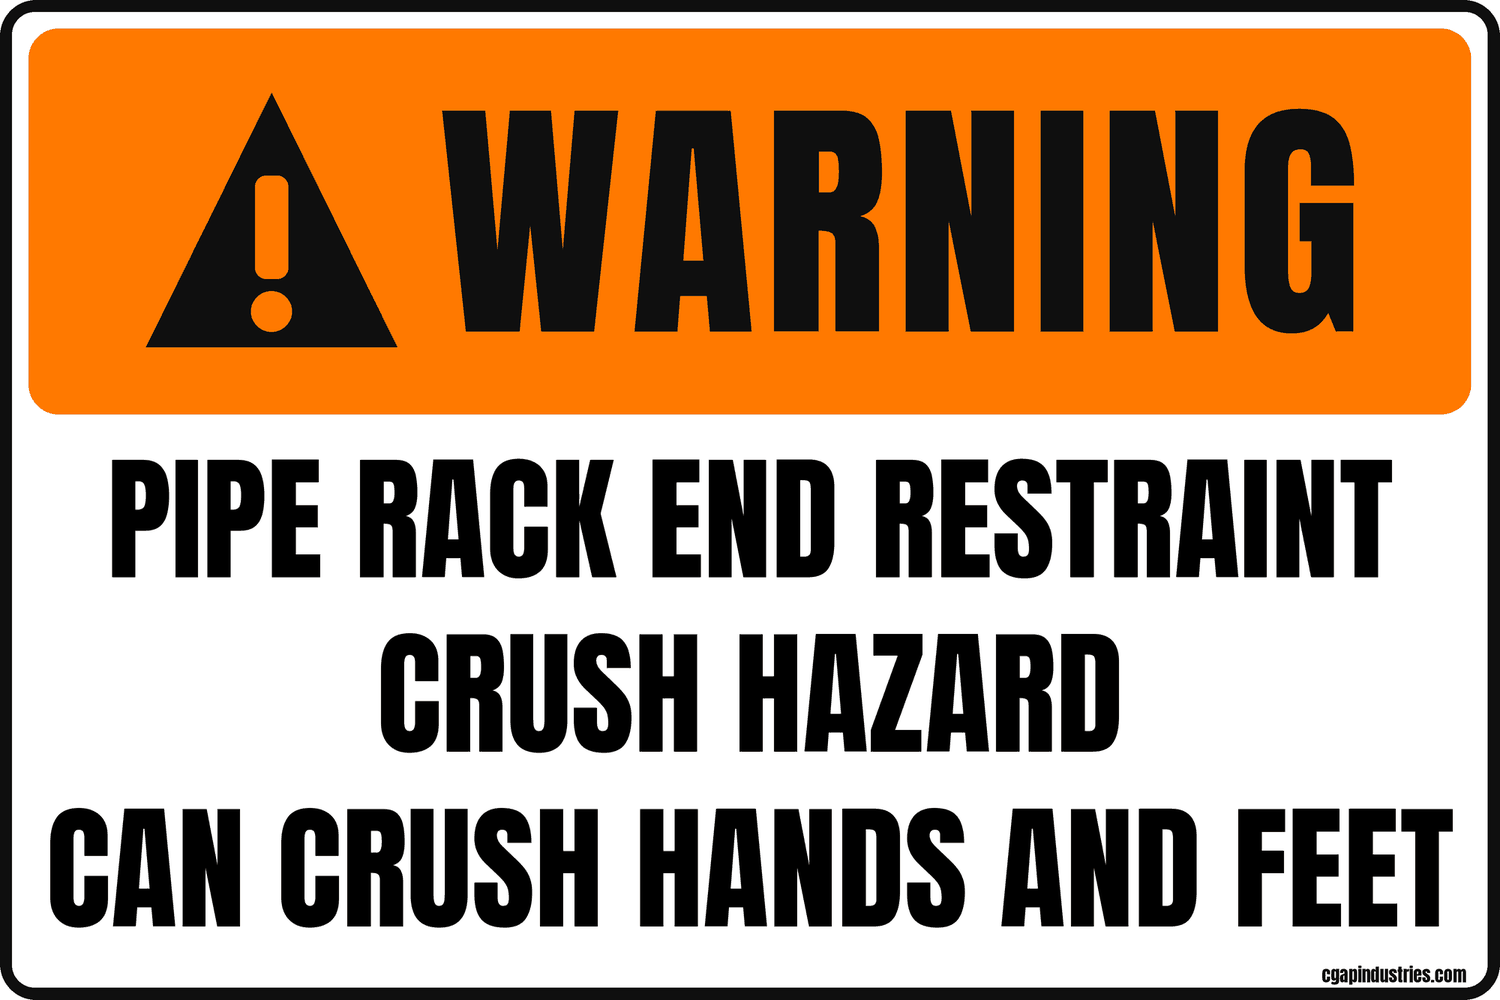 WARNING
PIPE RACK END RESTRAINT
CRUSH HAZARD
CAN CRUSH HANDS AND FEET
cgapindustries.com